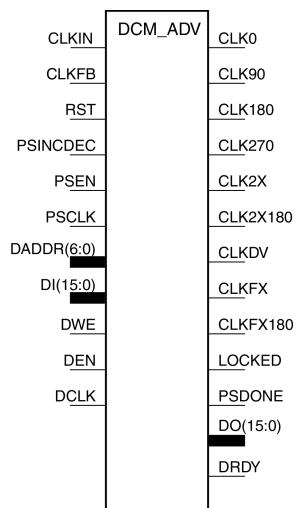 DCM_ADV
CLKIN
CLKFB
RST
PSINCDEC
PSEN
PSCLK
DADDR(6:0)
DI(15:0)
DWE
DEN
DCLK
CLK0
CLK90
CLK180
CLK270
CLK2X
CLK2X180
CLKDV
CLKFX
CLKFX180
LOCKED
PSDONE
DO(15:0)
DRDY